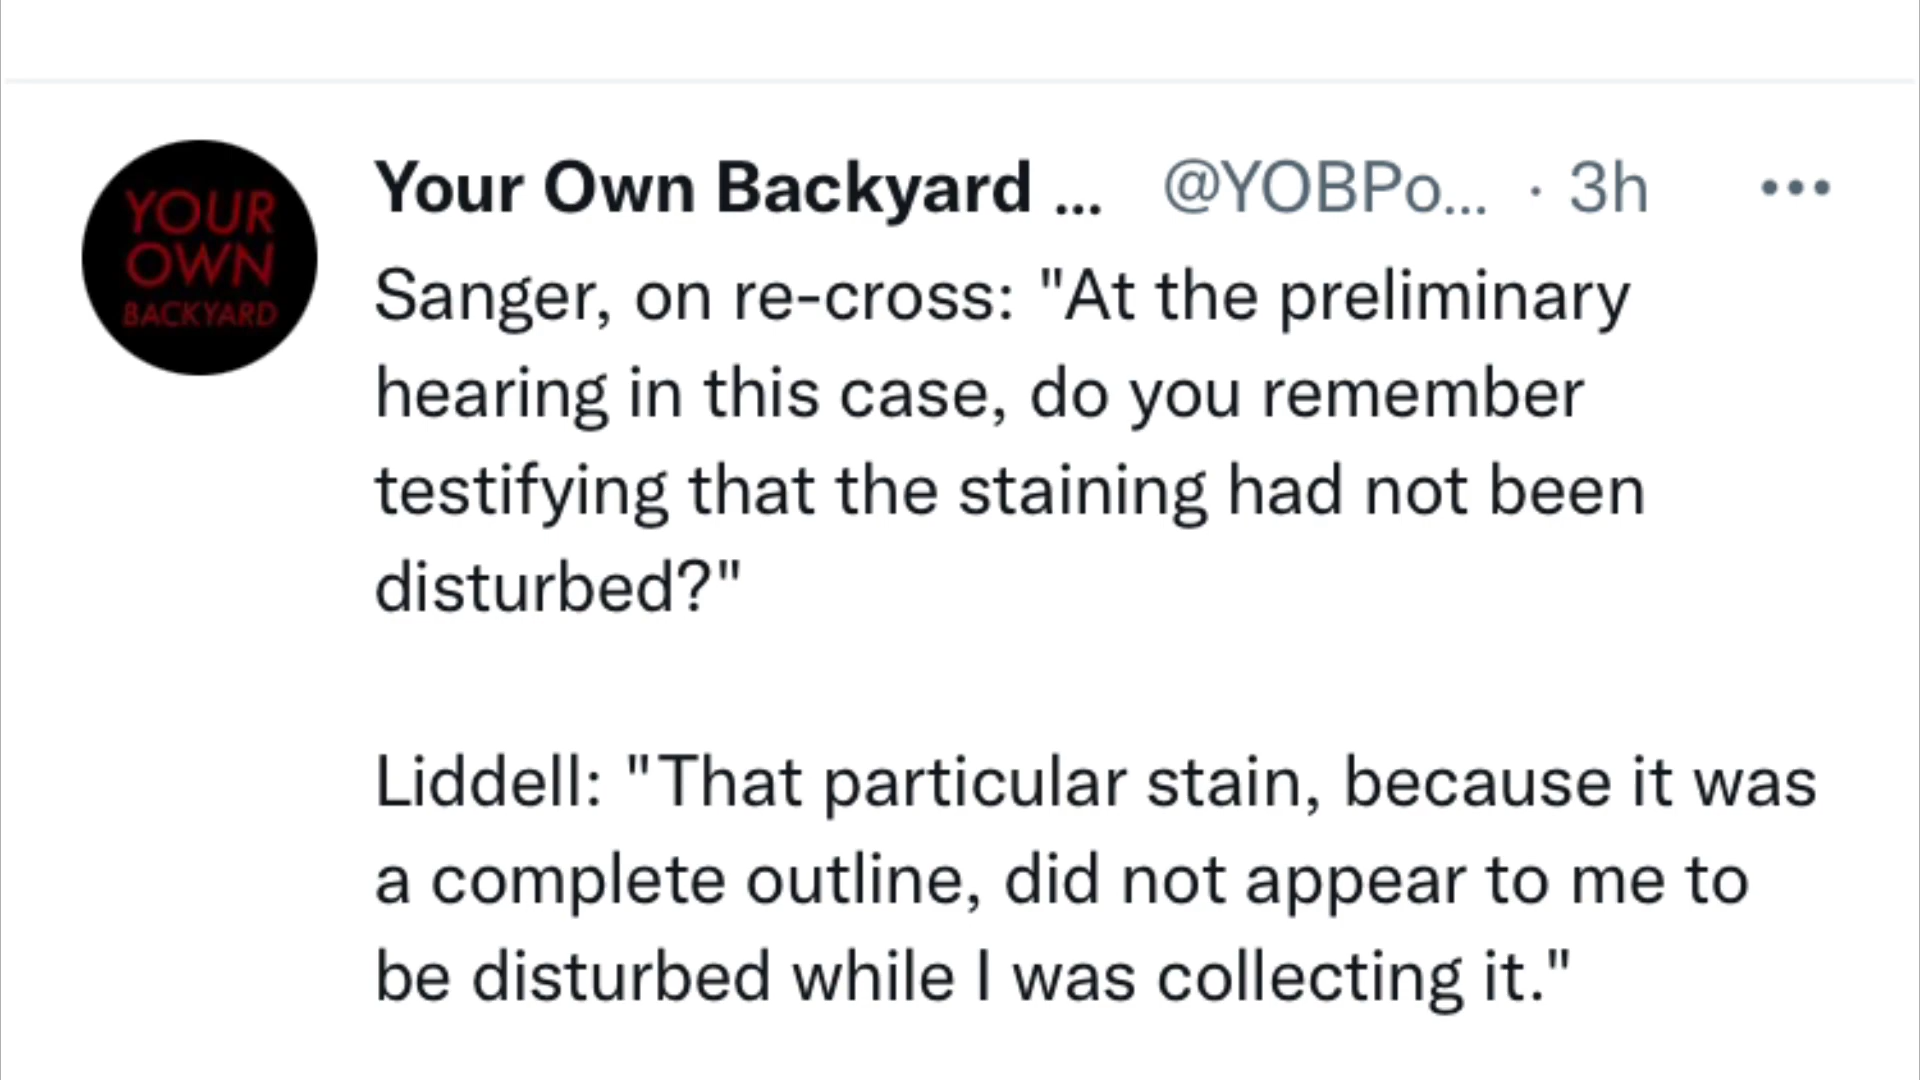 YOUR
OWN
BACKYARD
Your Own Backyard ... @YOBPo... · 3h
Sanger, on re-cross: "At the preliminary
hearing in this case, do you remember
testifying that the staining had not been
disturbed?"
Liddell: "That particular stain, because it was
a complete outline, did not appear to me to
be disturbed while I was collecting it."